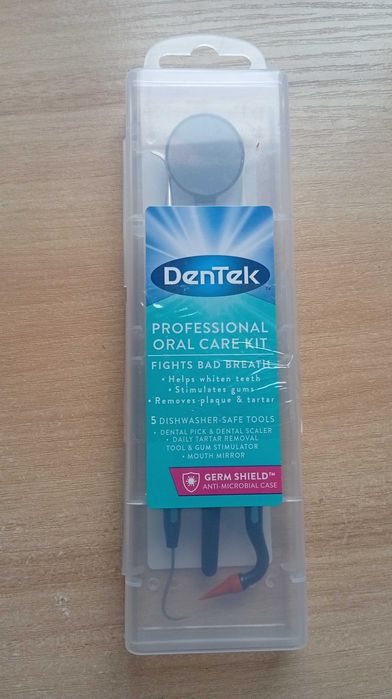 DenTek™
PROFESSIONAL
ORAL CARE KIT
FIGHTS BAD BREATH
• Helps whiten teeth
• Stimulates gums
• Removes plaque & tartar
5 DISHWASHER-SAFE TOOLS
• DENTAL PICK & DENTAL SCALER
• DAILY TARTAR REMOVAL
TOOL & GUM STIMULATOR
• MOUTH MIRROR
GERM SHIELD™
ANTI-MICROBIAL CASE